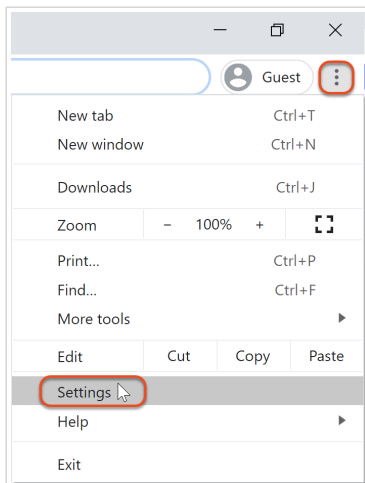 Guest
New tab Ctrl+T
New window Ctrl+N
Downloads Ctrl+J
Zoom - 100% +
Print... Ctrl+P
Find... Ctrl+F
More tools
Edit Cut Copy Paste
Settings
Help
Exit